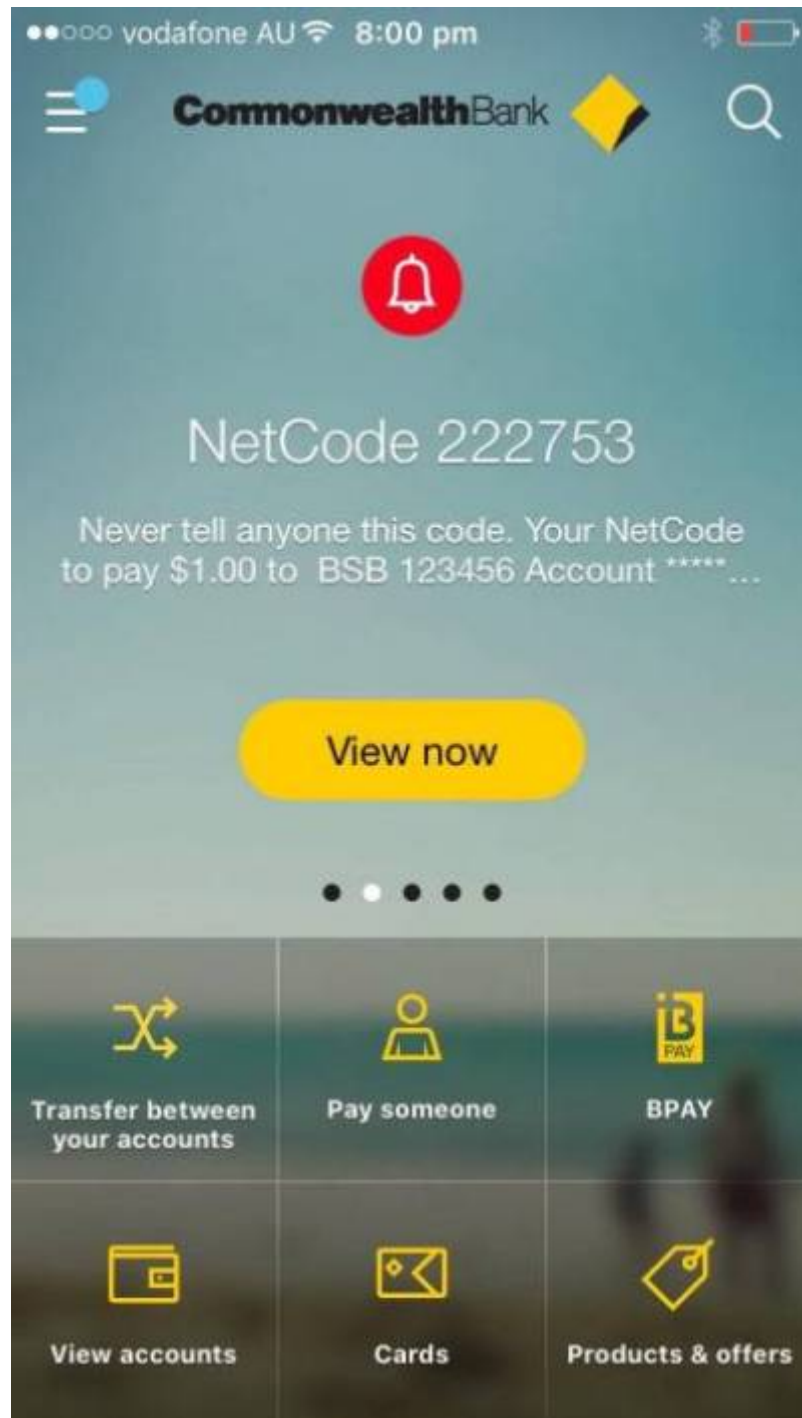 vodafone AU 8:00 pm
CommonwealthBank
NetCode 222753
Never tell anyone this code. Your NetCode
to pay $1.00 to BSB 123456 Account *****...
View now
Transfer between
your accounts
Pay someone
B
PAY
BPAY
View accounts
Cards
Products & offers